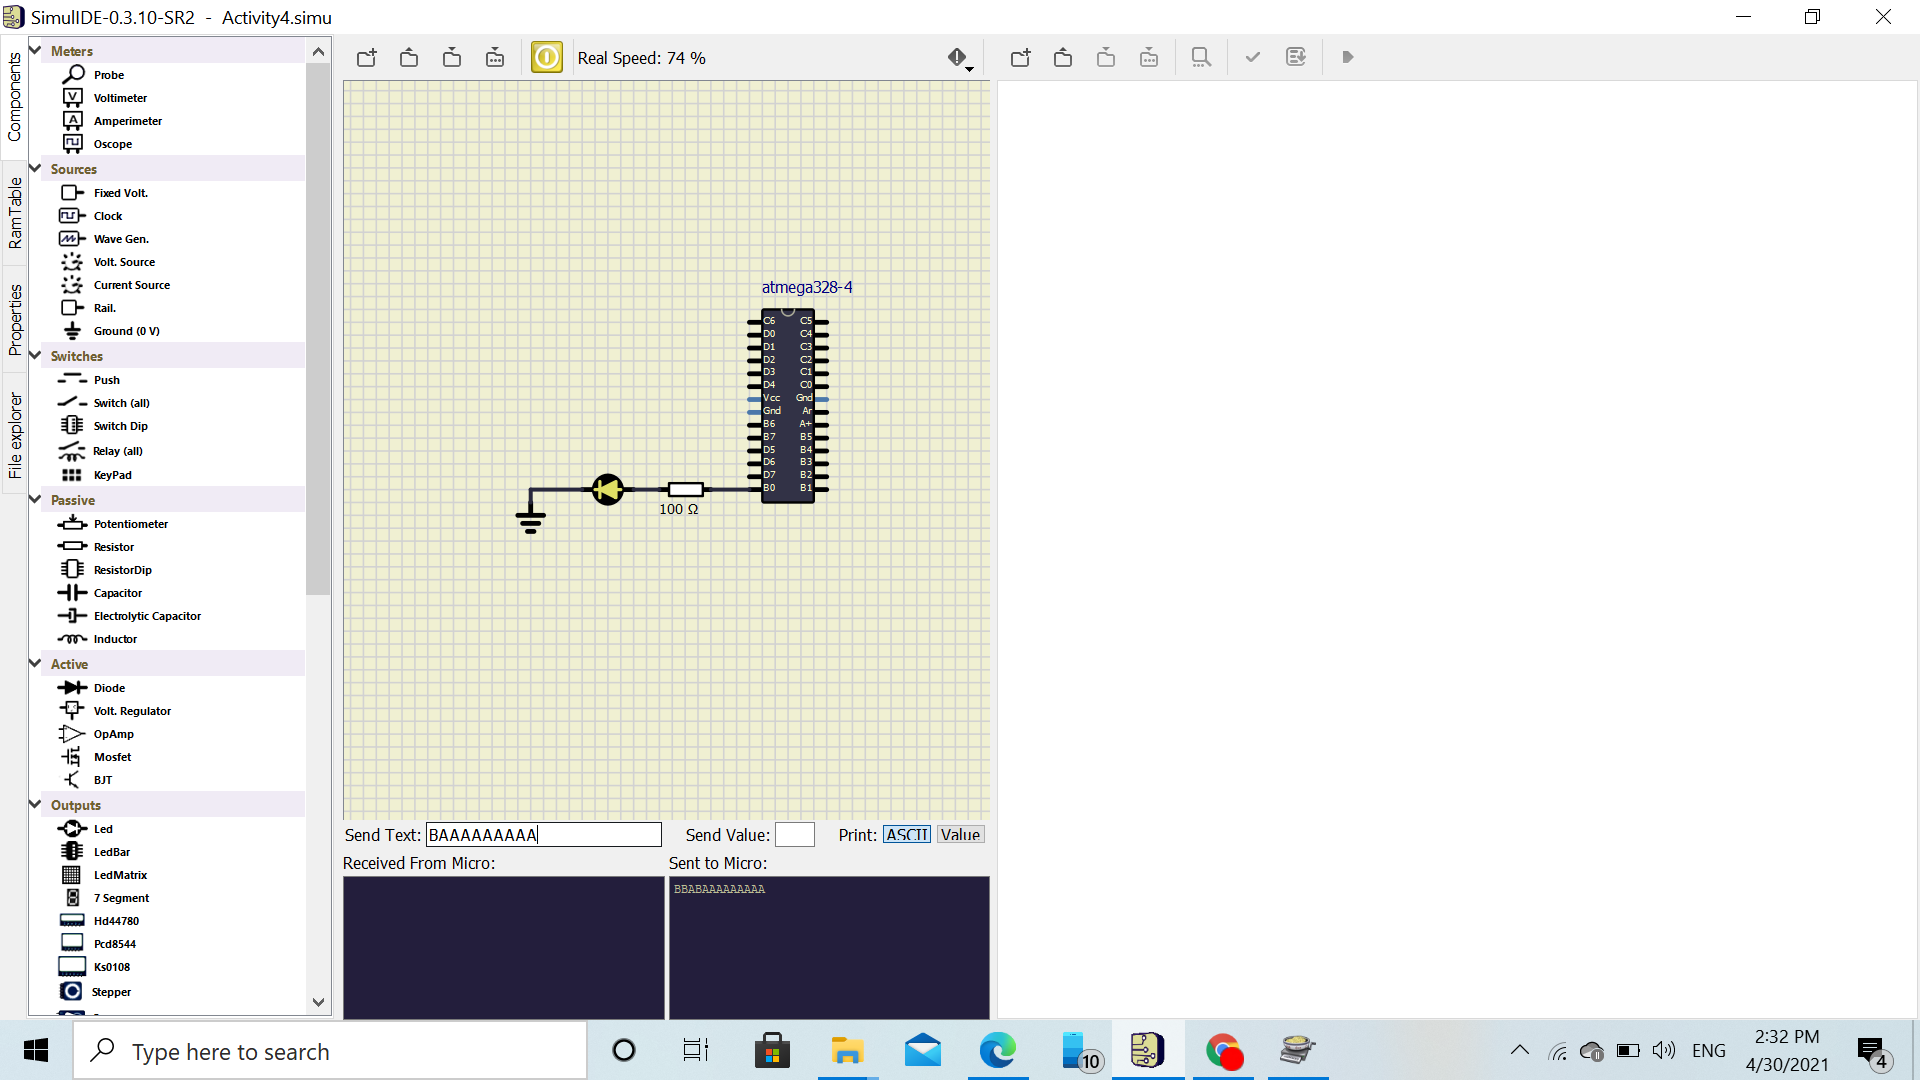 SimulIDE-0.3.10-SR2 - Activity4.simu
Components
RamTable
Properties
File explorer
Meters
Probe
Voltimeter
Amperimeter
Oscope
Sources
Fixed Volt.
Clock
Wave Gen.
Volt. Source
Current Source
Rail.
Ground (0 V)
Switches
Push
Switch (all)
Switch Dip
Relay (all)
KeyPad
Passive
Potentiometer
Resistor
ResistorDip
Capacitor
Electrolytic Capacitor
Inductor
Active
Diode
Volt. Regulator
OpAmp
Mosfet
BJT
Outputs
Led
LedBar
LedMatrix
7 Segment
Hd44780
Pcd8544
Ks0108
Stepper
Real Speed: 74 %
atmega328-4
C6 C5
D0 C4
D1 C3
D2 C2
D3 C1
D4 C0
Vcc Gnd
Gnd Ar
B6 A+
B7 B5
D5 B4
D6 B3
D7 B2
B0 B1
100 Ω
Send Text: BAAAAAAAAA Send Value: Print: ASCII Value
Received From Micro: Sent to Micro:
BBABAAAAAAAAA
Type here to search
10
ENG
2:32 PM
4/30/2021
4